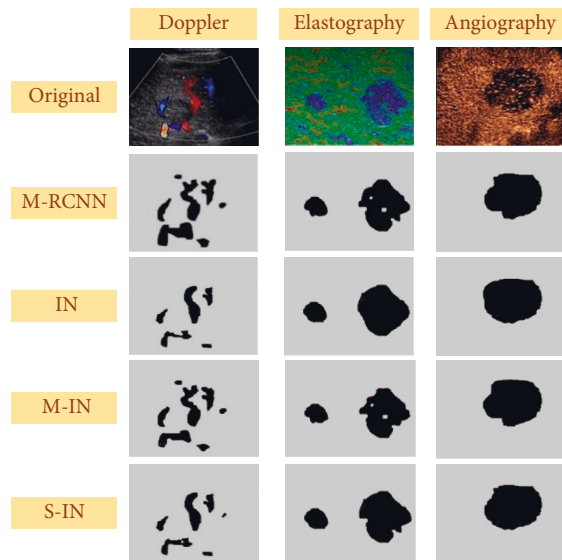 Doppler Elastography Angiography
Original
M-RCNN
IN
M-IN
S-IN